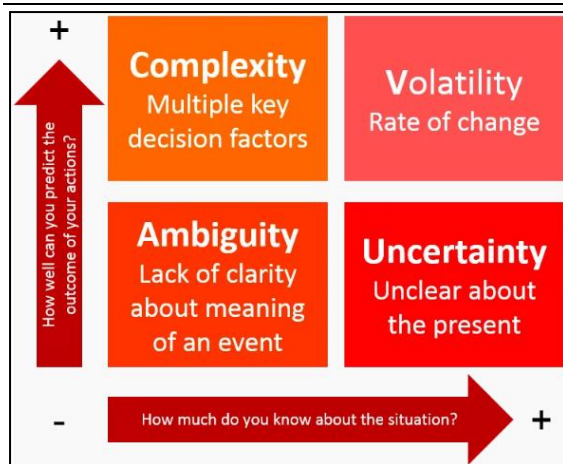 +
How well can you predict the
outcome of your actions?
Complexity
Multiple key
decision factors
Volatility
Rate of change
Ambiguity
Lack of clarity
about meaning
of an event
Uncertainty
Unclear about
the present
-
How much do you know about the situation?
+